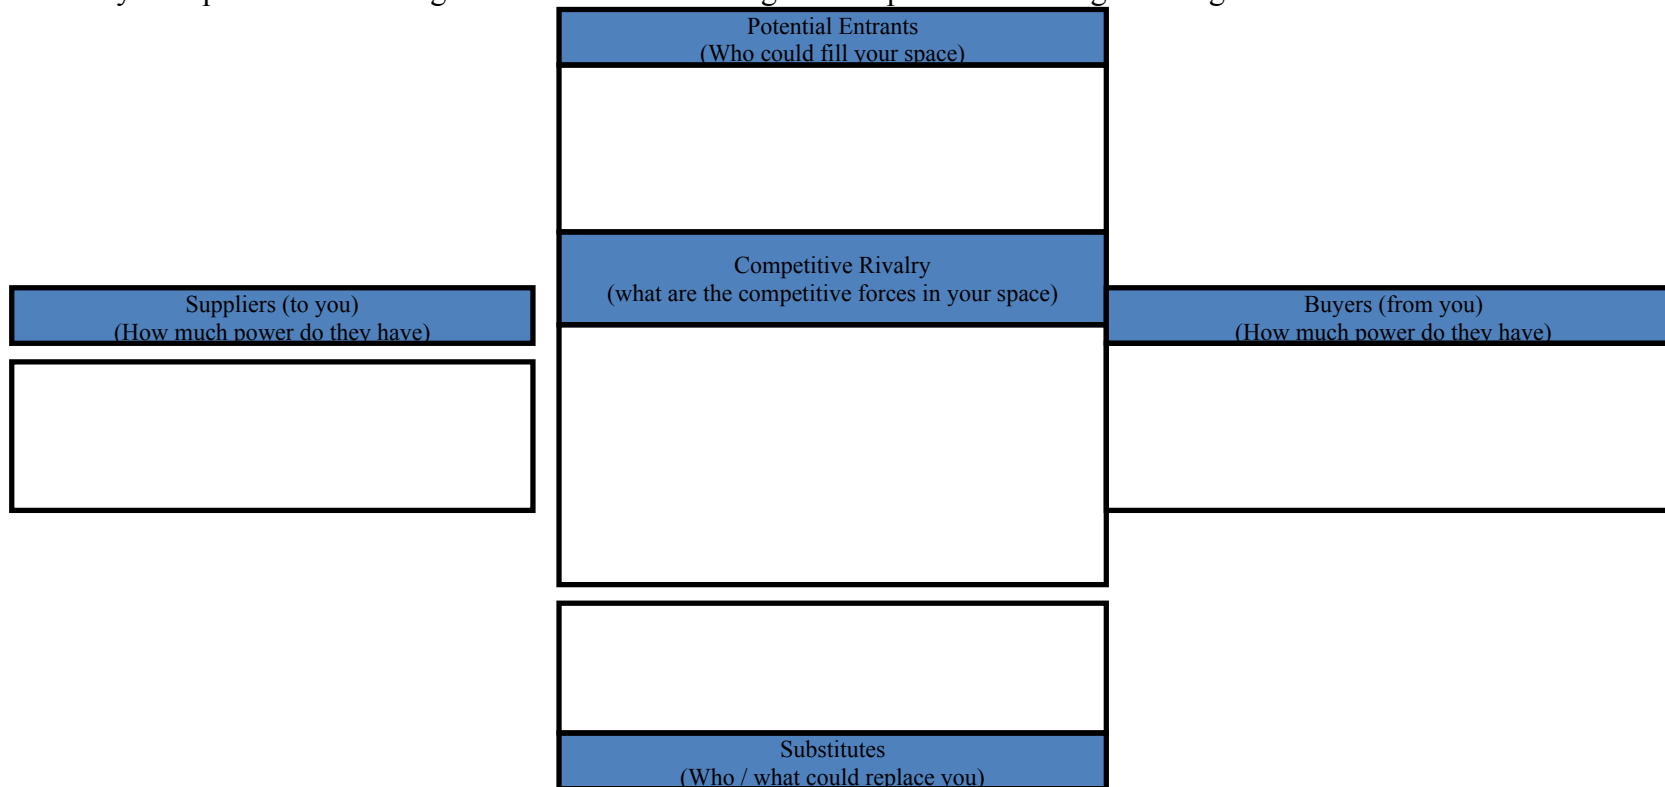 Potential Entrants
(Who could fill your space)
Competitive Rivalry
(what are the competitive forces in your space)
Suppliers (to you)
(How much power do they have)
Buyers (from you)
(How much power do they have)
Substitutes
(Who / what could replace you)